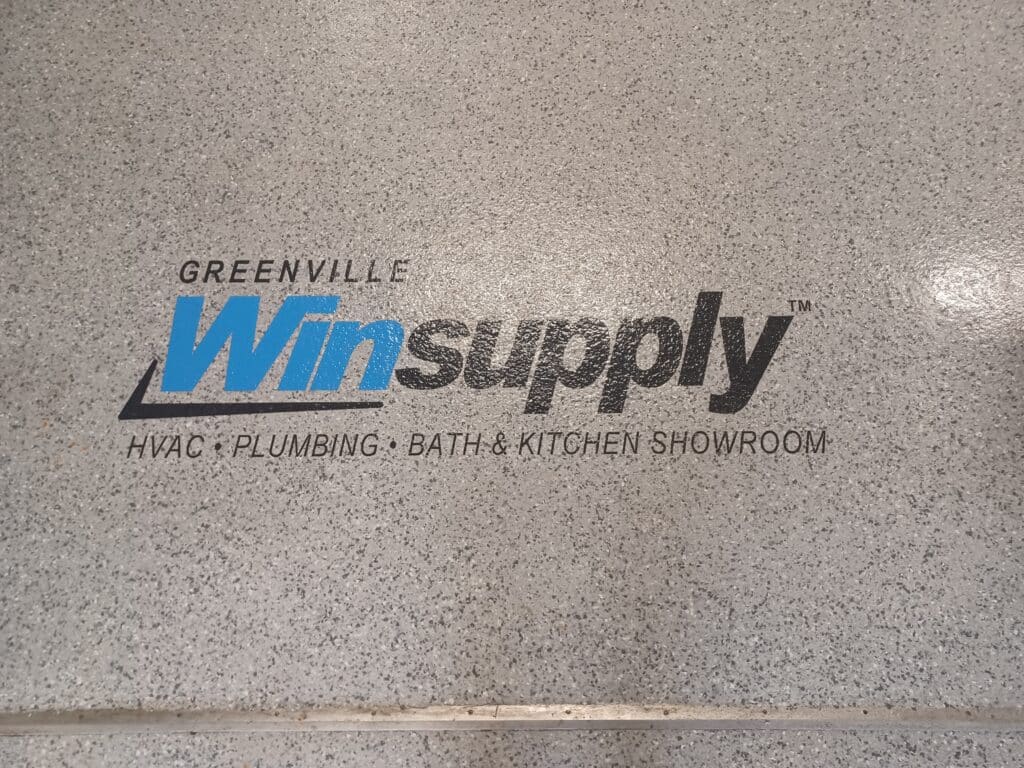 GREENVILLE
Winsupply™
HVAC • PLUMBING • BATH & KITCHEN SHOWROOM